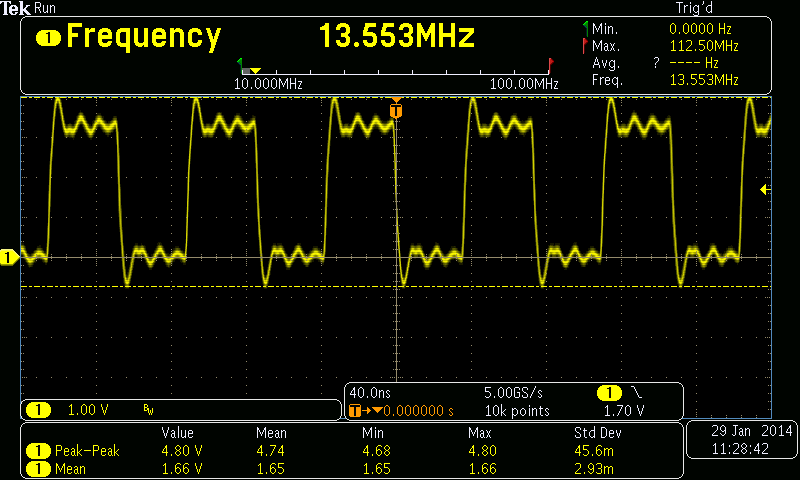 Tek Run Trig'd
1 Frequency 13.553MHz
Min. 0.0000 Hz
Max. 112.50MHz
Avg. ? ---- Hz
Freq. 13.553MHz
10.000MHz 100.00MHz
T
1
1 1.00 V BW
40.0ns 5.00GS/s 1
T→▼0.000000 s 10k points 1.70 V
Value Mean Min Max Std Dev
1 Peak-Peak 4.80 V 4.74 4.68 4.80 45.6m
1 Mean 1.66 V 1.65 1.65 1.66 2.93m
29 Jan 2014
11:28:42